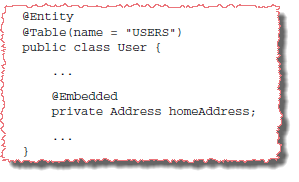 @Entity
@Table(name = "USERS")
public class User {
...
@Embedded
private Address homeAddress;
...
}